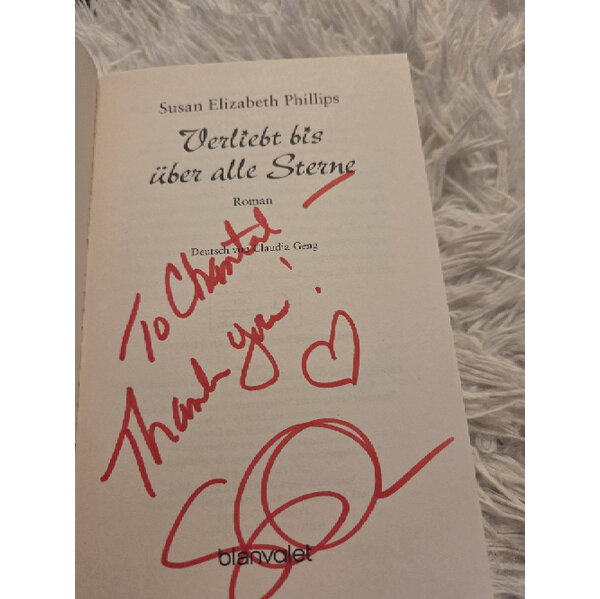 Susan Elizabeth Phillips
Verliebt bis
über alle Sterne
Roman
Deutsch von Claudia Geng
To Chantal —
Thank you!
blanvalet